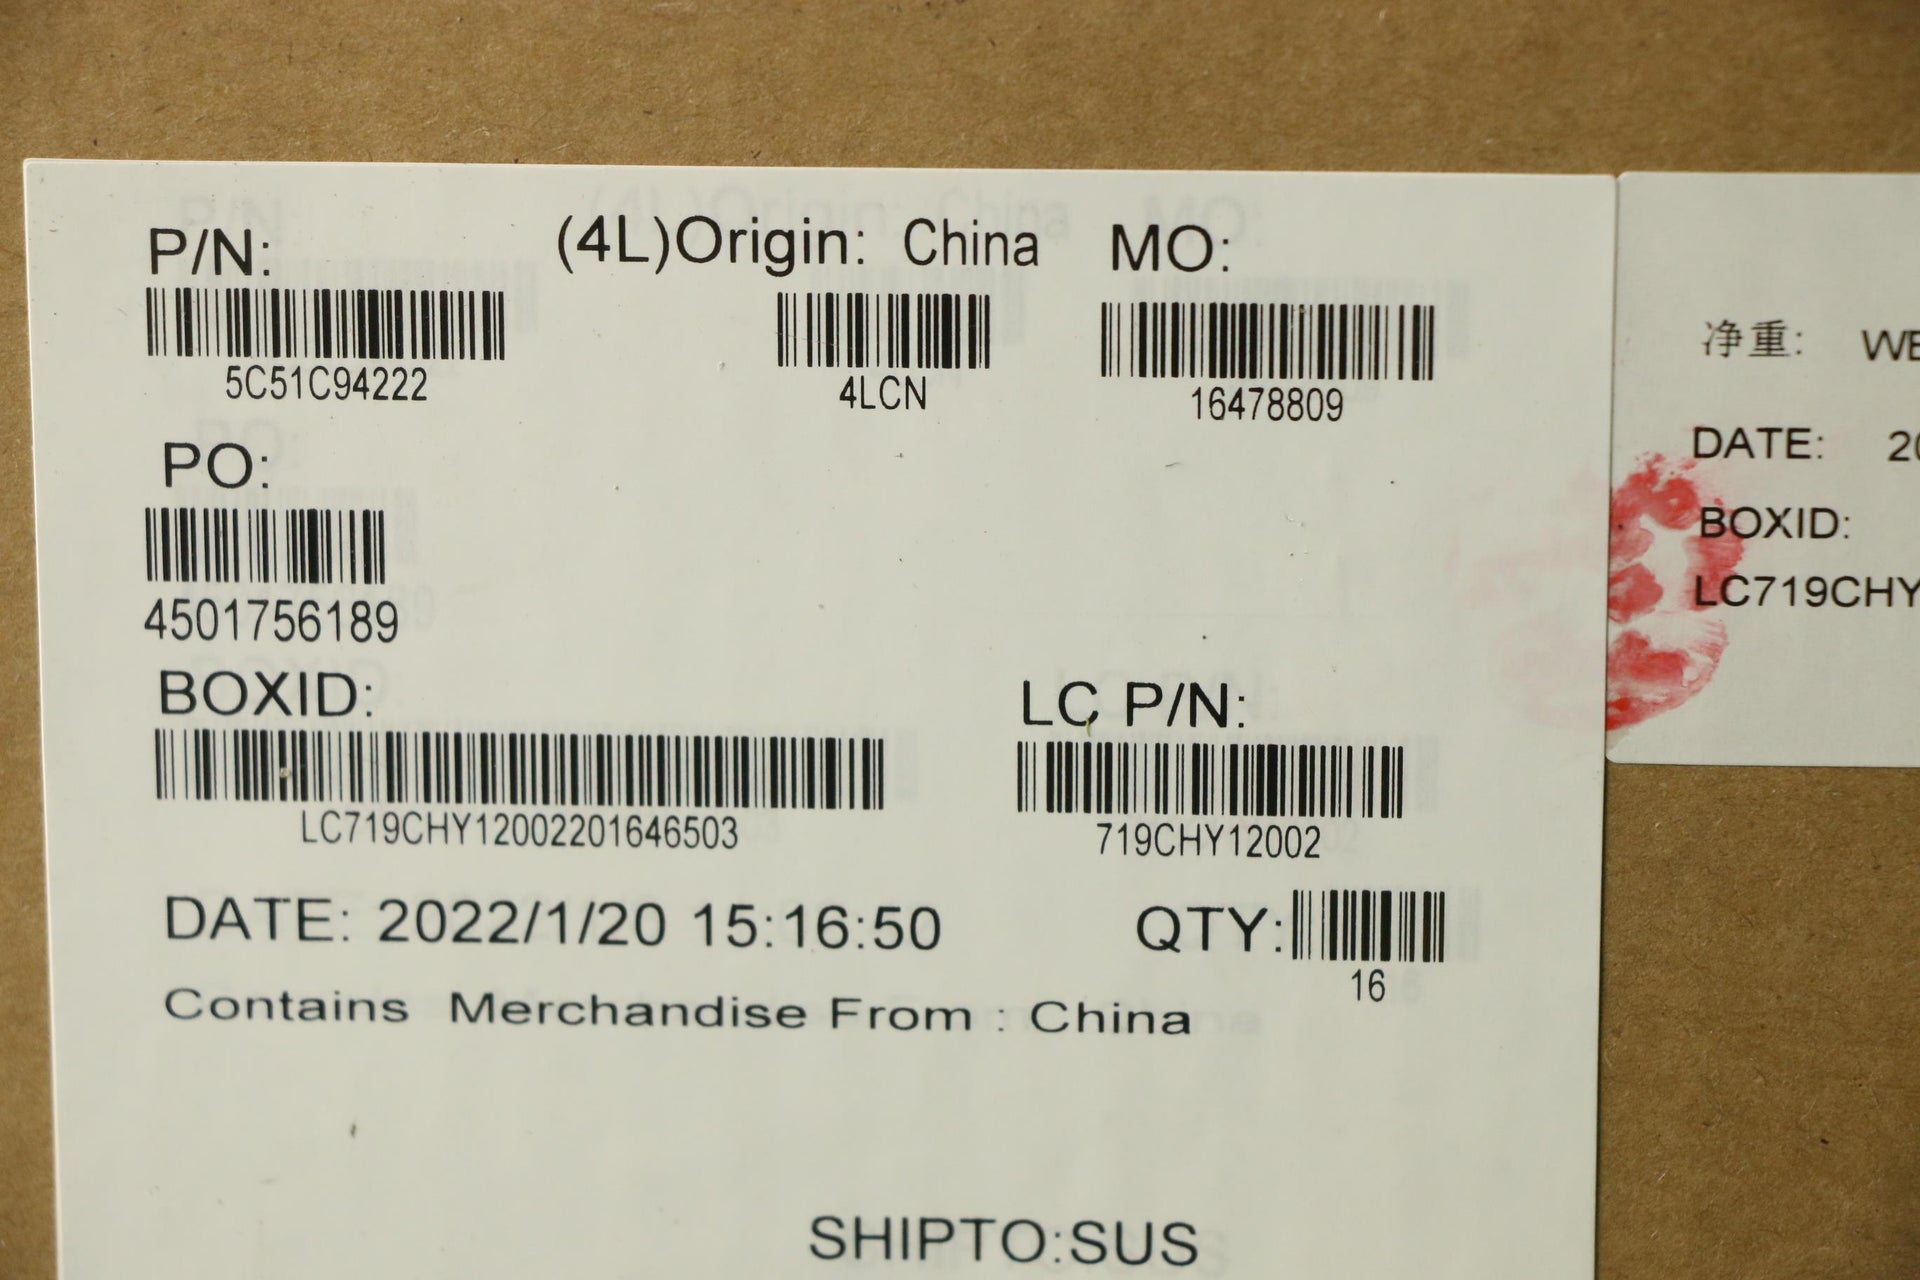 P/N:
(4L)Origin: China
MO:
5C51C94222
4LCN
16478809
PO:
4501756189
BOXID:
LC P/N:
LC719CHY12002201646503
719CHY12002
DATE: 2022/1/20 15:16:50
QTY:
16
Contains Merchandise From : China
SHIPTO:SUS
净重:
DATE:
BOXID:
LC719CHY